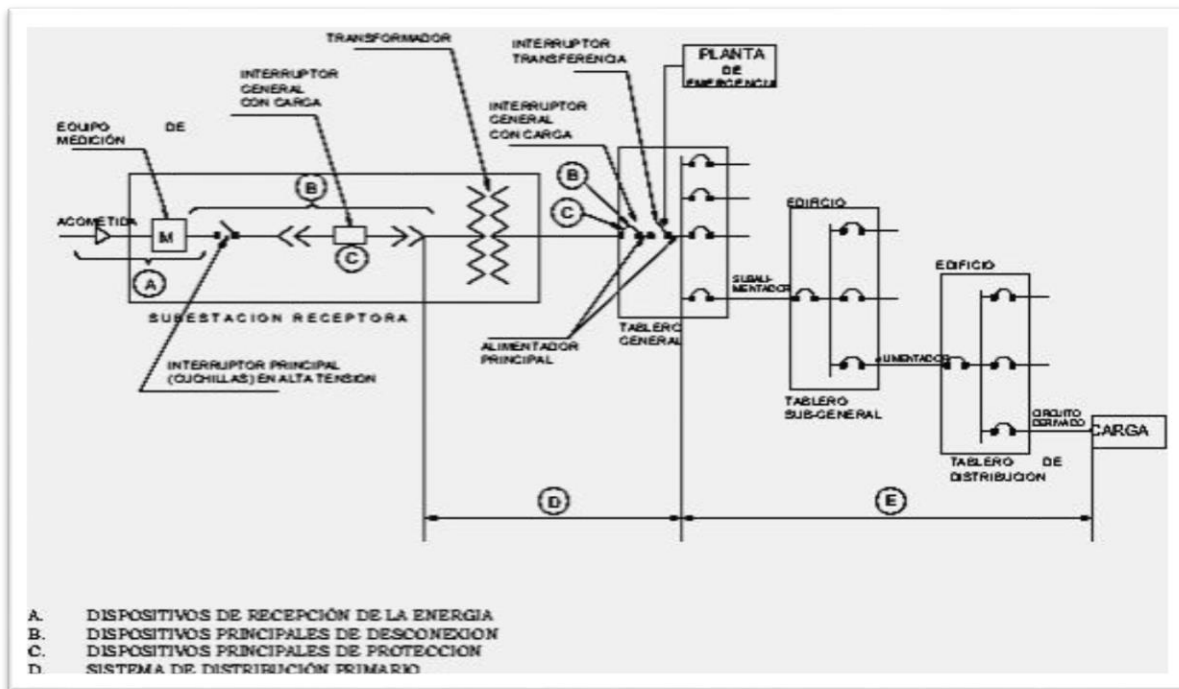 TRANSFORMADOR
INTERRUPTOR
TRANSFERENCIA
PLANTA
DE
EMERGENCIA
INTERRUPTOR
GENERAL
CON CARGA
INTERRUPTOR
GENERAL
CON CARGA
EQUIPO DE
MEDICIÓN
B
B
C
ACOMETIDA
M
C
A
EDIFICIO
EDIFICIO
SUBALI-
MENTADOR
SUBESTACION RECEPTORA
TABLERO
GENERAL
ALIMENTADOR
PRINCIPAL
INTERRUPTOR PRINCIPAL
(CUCHILLAS) EN ALTA TENSION
ALIMENTADOR
TABLERO
SUB-GENERAL
CIRCUITO
DERIVADO
CARGA
TABLERO DE
DISTRIBUCION
D
E
A. DISPOSITIVOS DE RECEPCIÓN DE LA ENERGIA
B. DISPOSITIVOS PRINCIPALES DE DESCONEXION
C. DISPOSITIVOS PRINCIPALES DE PROTECCION
D. SISTEMA DE DISTRIBUCIÓN PRIMARIO